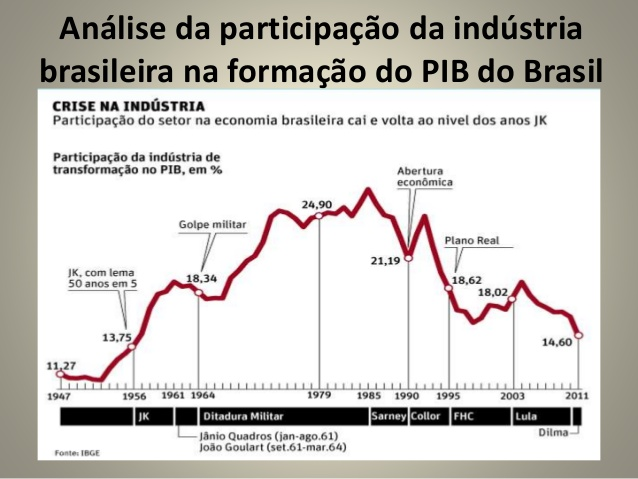 Análise da participação da indústria
brasileira na formação do PIB do Brasil
CRISE NA INDÚSTRIA
Participação do setor na economia brasileira cai e volta ao nivel dos anos JK
Participação da indústria de
transformação no PIB, em %
Abertura
econômica
24,90
Golpe militar
Plano Real
21,19
JK, com lema
50 anos em 5
18,34
18,62
18,02
13,75
14,60
11,27
1947 1956 1961 1964 1979 1985 1990 1995 2003 2011
JK Ditadura Militar Sarney Collor FHC Lula
Jânio Quadros (jan-ago.61)
João Goulart (set.61-mar.64)
Dilma
Fonte: IBGE